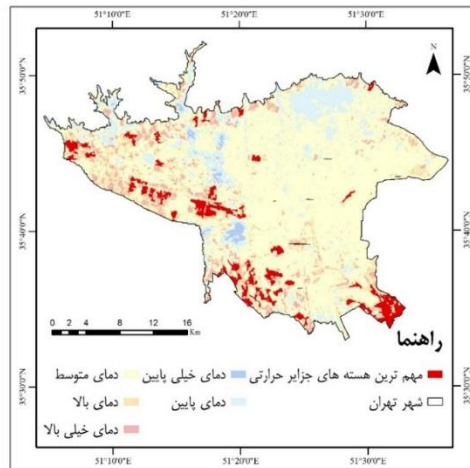 51°10'0"E 51°20'0"E 51°30'0"E
N
35°50'0"N 35°50'0"N
35°40'0"N 35°40'0"N
0 2 4 8 12 16
Km
راهنما
مهم ترین هسته های جزایر حرارتی دمای خیلی پایین دمای متوسط
شهر تهران دمای پایین دمای بالا
دمای خیلی بالا
35°30'0"N 35°30'0"N
51°10'0"E 51°20'0"E 51°30'0"E